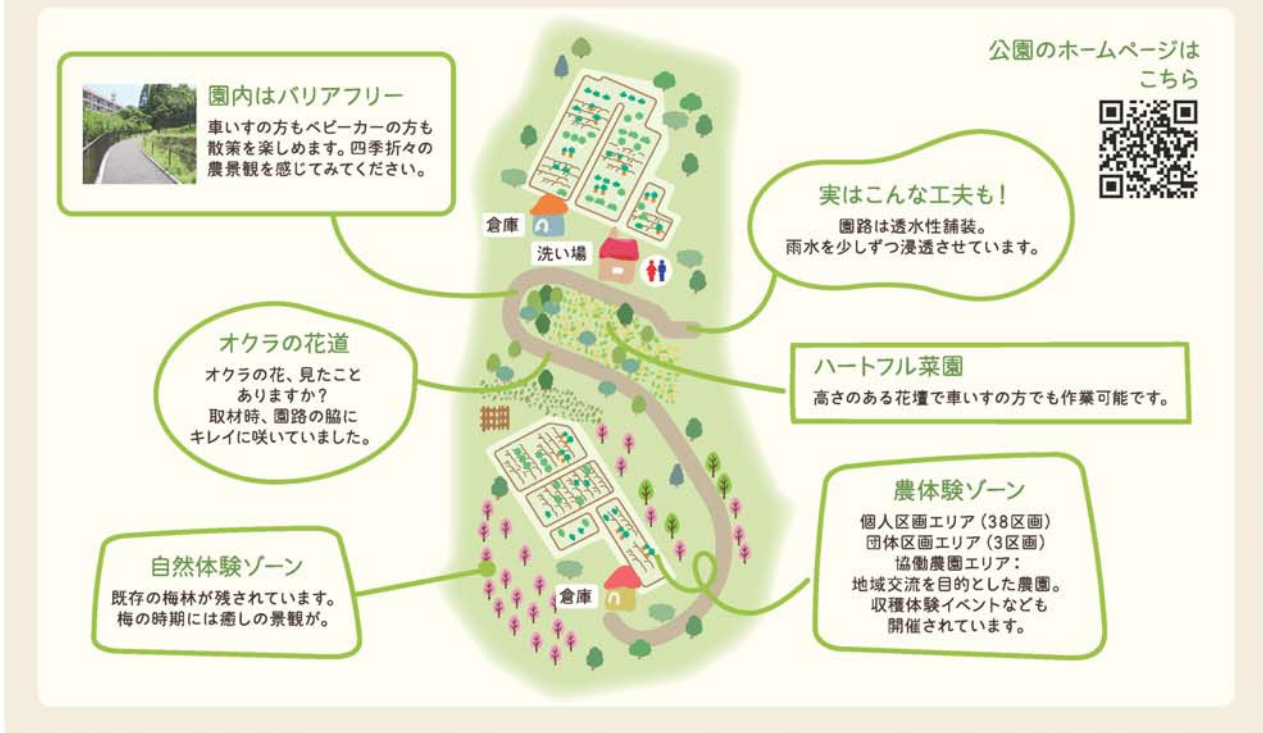 公園のホームページは
こちら
園内はバリアフリー
車いすの方もベビーカーの方も
散策を楽しめます。四季折々の
農景観を感じてみてください。
実はこんな工夫も!
園路は透水性舗装。
雨水を少しずつ浸透させています。
倉庫
洗い場
オクラの花道
オクラの花、見たこと
ありますか?
取材時、園路の脇に
キレイに咲いていました。
ハートフル菜園
高さのある花壇で車いすの方でも作業可能です。
農体験ゾーン
個人区画エリア(38区画)
団体区画エリア(3区画)
協働農園エリア:
地域交流を目的とした農園。
収穫体験イベントなども
開催されています。
自然体験ゾーン
既存の梅林が残されています。
梅の時期には癒しの景観が。
倉庫